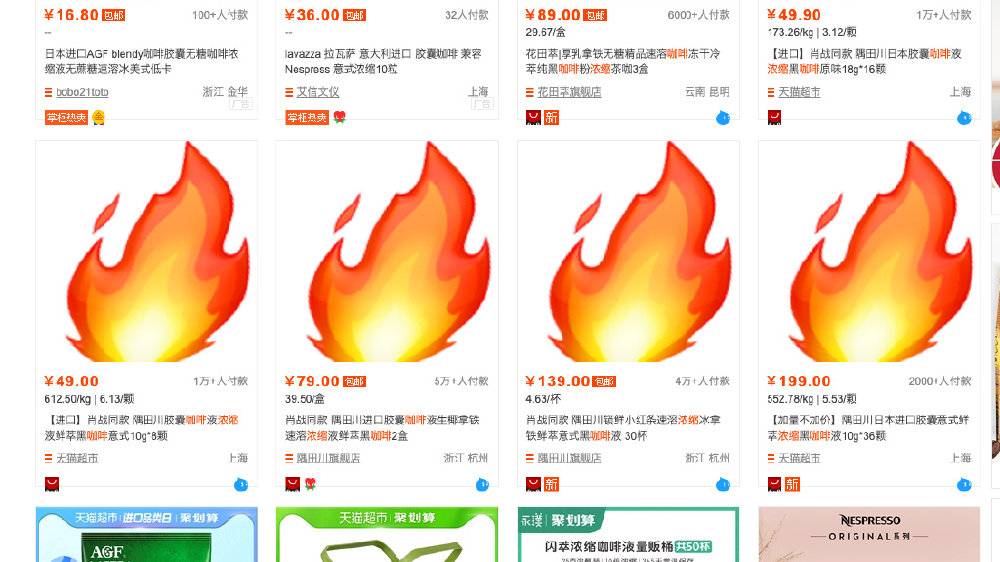 ¥16.80 包邮 100+人付款
--
日本进口AGF blendy咖啡胶囊无糖咖啡浓
缩液无蔗糖速溶冰美式低卡
bobo21toto 浙江 金华
广告
掌柜热卖 金
¥36.00 包邮 32人付款
--
lavazza 拉瓦萨 意大利进口 胶囊咖啡 兼容
Nespress 意式浓缩10粒
艾信文仪 上海
广告
掌柜热卖
¥89.00 包邮 6000+人付款
29.67/盒
花田萃|厚乳拿铁无糖精品速溶咖啡冻干冷
萃纯黑咖啡粉浓缩茶咖3盒
花田萃旗舰店 云南 昆明
新
¥49.90 1万+人付款
173.26/kg | 3.12/颗
【进口】肖战同款 隅田川日本胶囊咖啡液
浓缩黑咖啡原味18g*16颗
天猫超市 上海
¥49.00 1万+人付款
612.50/kg | 6.13/颗
【进口】肖战同款 隅田川胶囊咖啡液浓缩
液鲜萃黑咖啡意式10g*8颗
天猫超市 上海
¥79.00 包邮 5万+人付款
39.50/盒
肖战同款 隅田川进口胶囊咖啡液生椰拿铁
速溶浓缩液鲜萃黑咖啡2盒
隅田川旗舰店 浙江 杭州
¥139.00 包邮 4万+人付款
4.63/杯
肖战同款 隅田川锁鲜小红条速溶浓缩冰拿
铁鲜萃意式黑咖啡液 30杯
隅田川旗舰店 浙江 杭州
新
¥199.00 2000+人付款
552.78/kg | 5.53/颗
【加量不加价】隅田川日本进口胶囊意式鲜
萃浓缩黑咖啡液10g*36颗
天猫超市 上海
新
天猫超市 | 进口品类日 | 聚划算
AGF
天猫超市 | 聚划算
永璞 | 聚划算
闪萃浓缩咖啡液量贩桶 共50杯
NESPRESSO
ORIGINAL系列